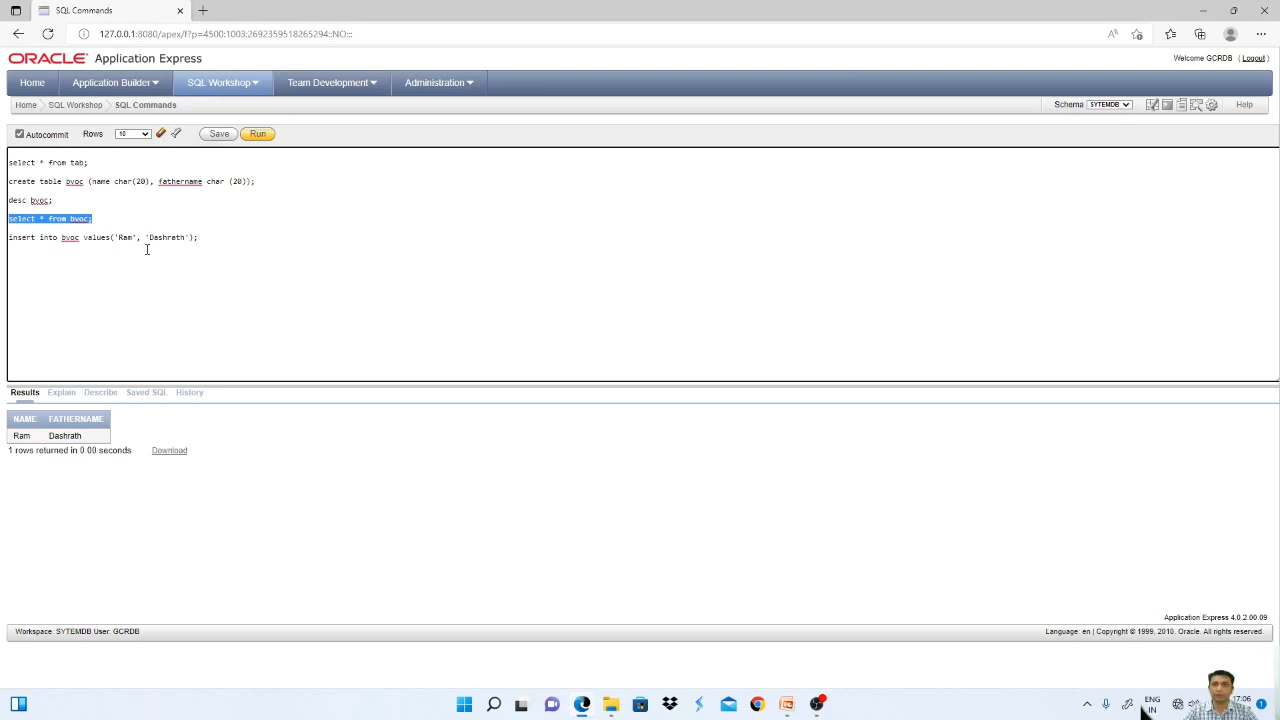 SQL Commands
127.0.0.1:8080/apex/f?p=4500:1003:2692359518265294::NO:::
ORACLE Application Express
Welcome GCRDB ( Logout )
Home Application Builder SQL Workshop Team Development Administration
Home SQL Workshop SQL Commands
Schema SYTEMDB Help
Autocommit Rows 10 Save Run
select * from tab;
create table bvoc (name char(20), fathername char (20));
desc bvoc;
select * from bvoc;
insert into bvoc values('Ram', 'Dashrath');
Results Explain Describe Saved SQL History
NAME FATHERNAME
Ram Dashrath
1 rows returned in 0.00 seconds Download
Application Express 4.0.2.00.09
Workspace: SYTEMDB User: GCRDB
Language: en | Copyright © 1999, 2010, Oracle. All rights reserved.
ENG
IN
17:06